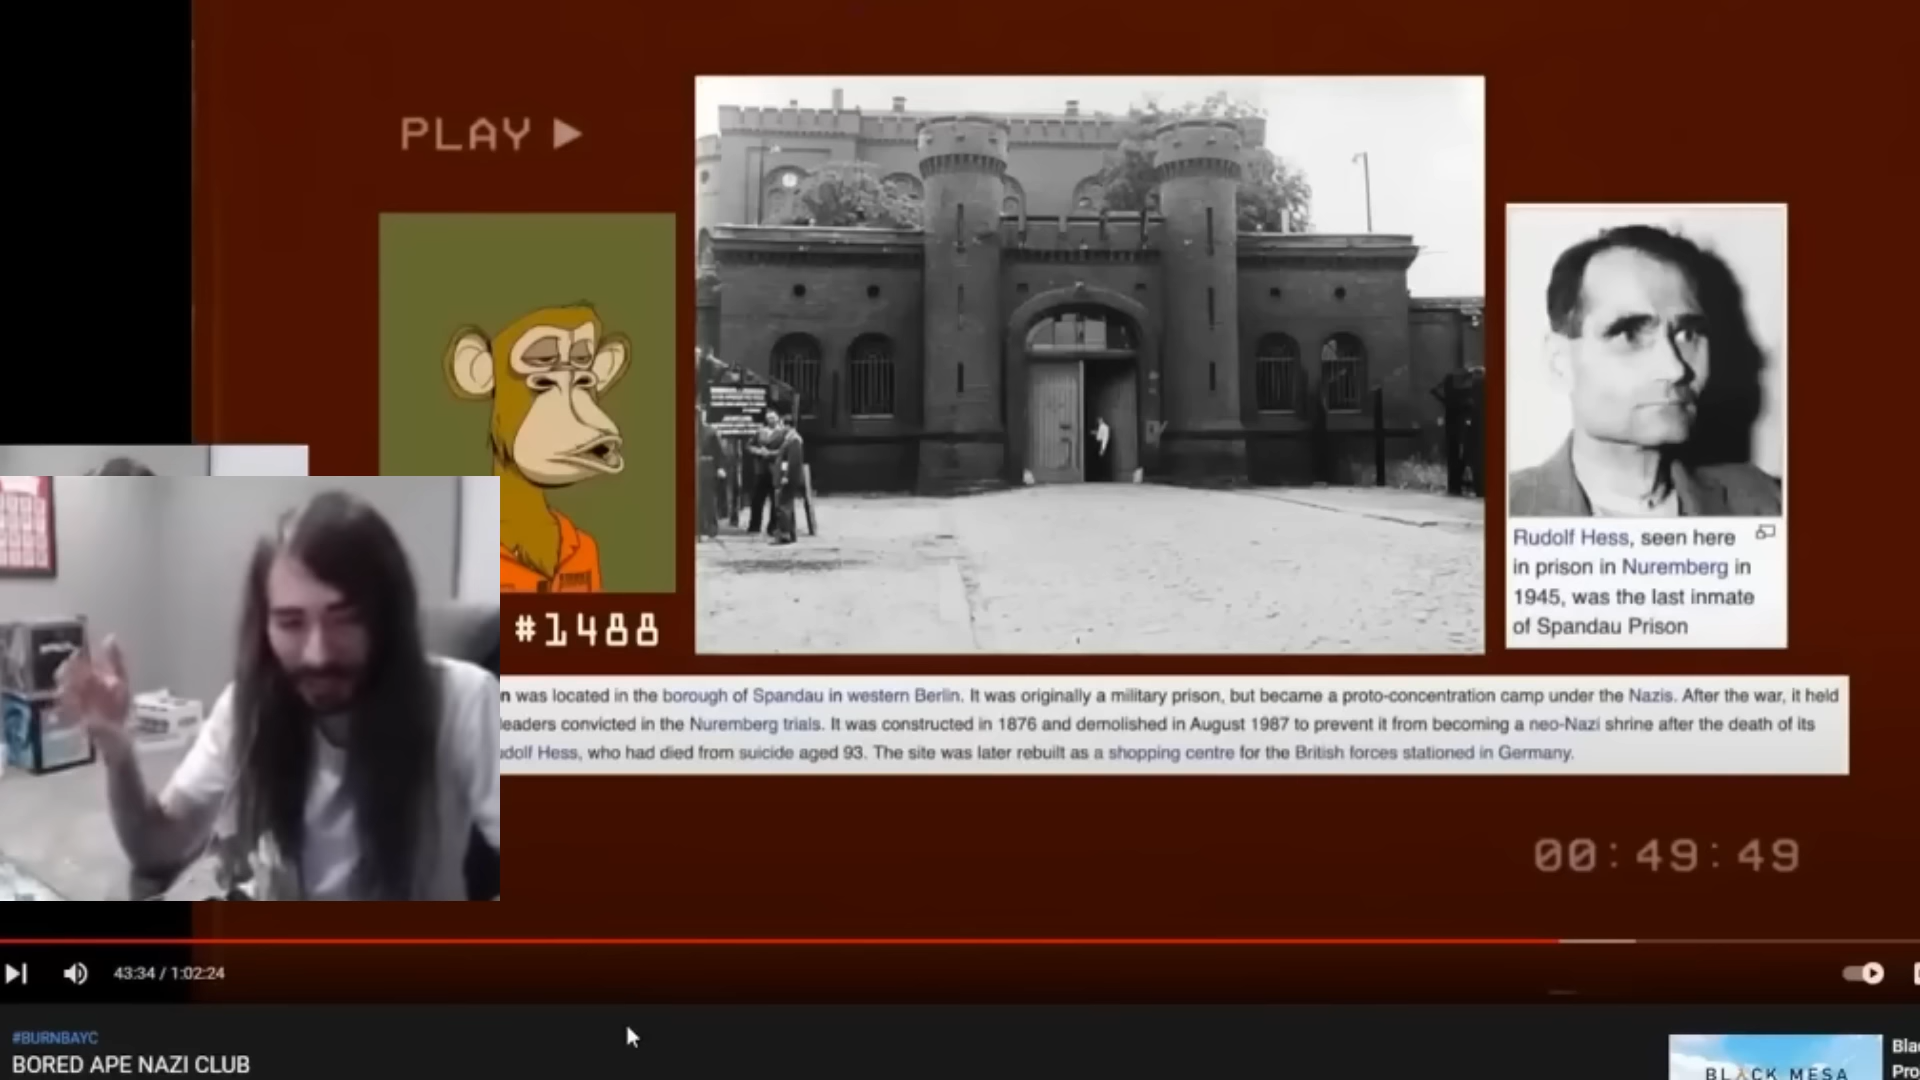 PLAY
#1488
Rudolf Hess, seen here
in prison in Nuremberg in
1945, was the last inmate
of Spandau Prison
n was located in the borough of Spandau in western Berlin. It was originally a military prison, but became a proto-concentration camp under the Nazis. After the war, it held
leaders convicted in the Nuremberg trials. It was constructed in 1876 and demolished in August 1987 to prevent it from becoming a neo-Nazi shrine after the death of its
udolf Hess, who had died from suicide aged 93. The site was later rebuilt as a shopping centre for the British forces stationed in Germany.
00:49:49
43:34 / 1:02:24
#BURNBAYC
BORED APE NAZI CLUB
BLACK MESA
Bla
Pro